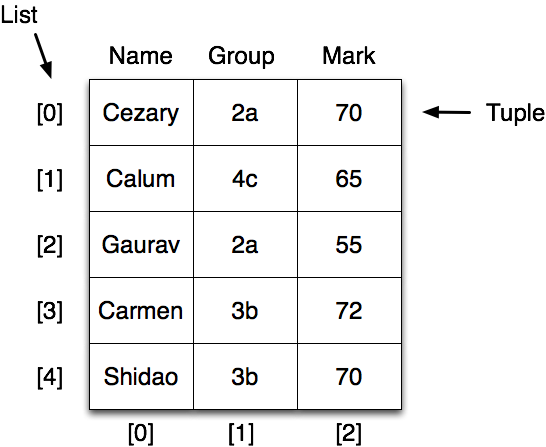 List
Name Group Mark
[0] Cezary 2a 70 Tuple
[1] Calum 4c 65
[2] Gaurav 2a 55
[3] Carmen 3b 72
[4] Shidao 3b 70
[0] [1] [2]